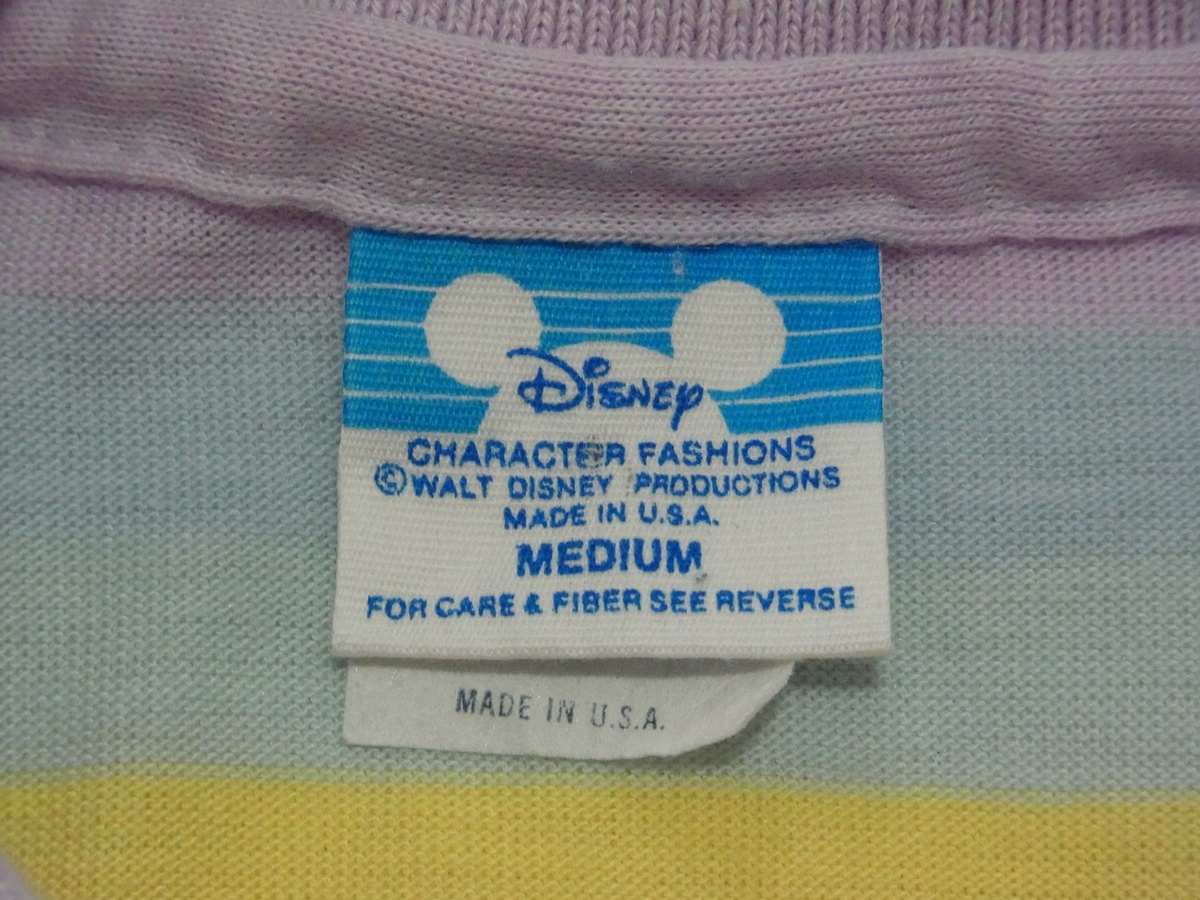 Disney
CHARACTER FASHIONS
©WALT DISNEY PRODUCTIONS
MADE IN U.S.A.
MEDIUM
FOR CARE & FIBER SEE REVERSE
MADE IN U.S.A.